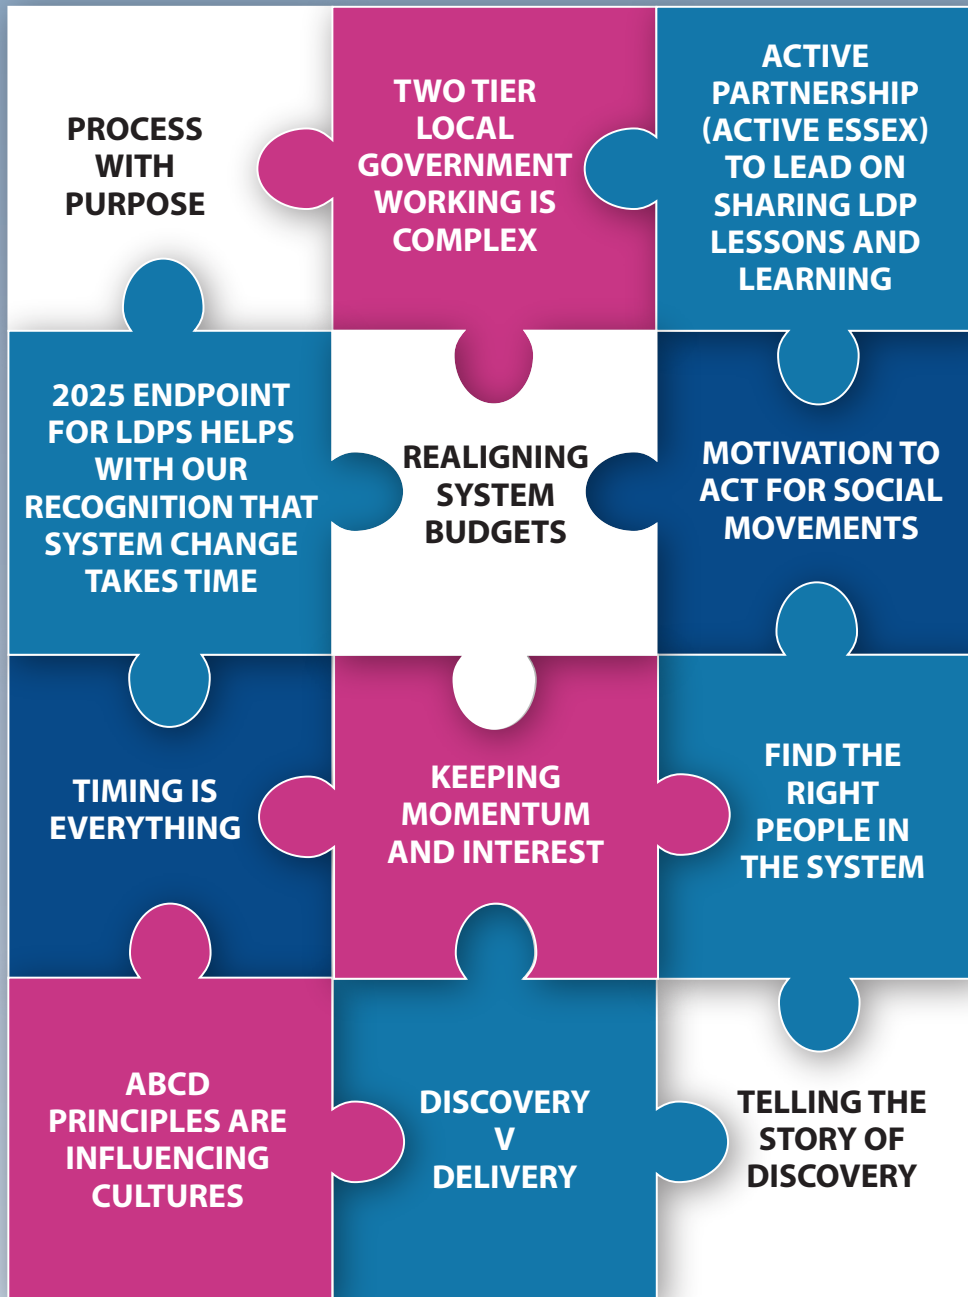 PROCESS
WITH
PURPOSE
TWO TIER
LOCAL
GOVERNMENT
WORKING IS
COMPLEX
ACTIVE
PARTNERSHIP
(ACTIVE ESSEX)
TO LEAD ON
SHARING LDP
LESSONS AND
LEARNING
2025 ENDPOINT
FOR LDPS HELPS
WITH OUR
RECOGNITION THAT
SYSTEM CHANGE
TAKES TIME
REALIGNING
SYSTEM
BUDGETS
MOTIVATION TO
ACT FOR SOCIAL
MOVEMENTS
TIMING IS
EVERYTHING
KEEPING
MOMENTUM
AND INTEREST
FIND THE
RIGHT
PEOPLE IN
THE SYSTEM
ABCD
PRINCIPLES ARE
INFLUENCING
CULTURES
DISCOVERY
V
DELIVERY
TELLING THE
STORY OF
DISCOVERY